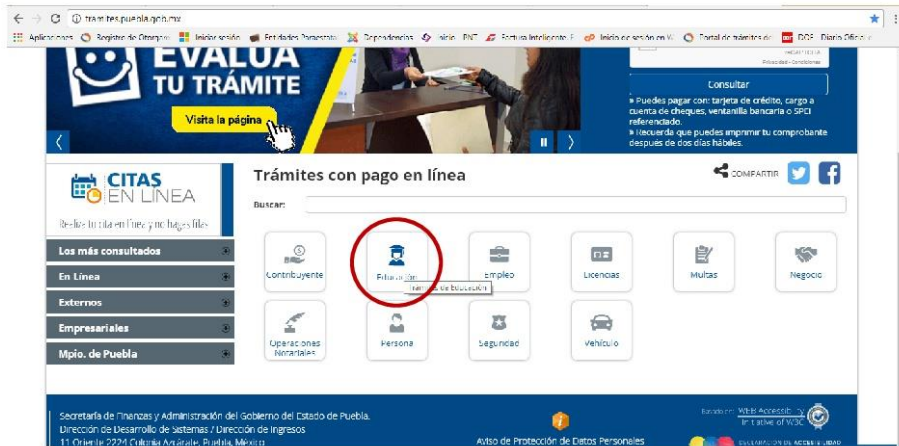 tramites.puebla.gob.mx
Aplicaciones Registro de Otorgam Iniciar sesión Entidades Paraestata Dependencias Inicio PNT Factura Inteligente Inicio de sesión en Portal de trámites de DOF Diario Oficial
EVALÚA
TU TRÁMITE
Visita la página
Privacidad - Condiciones
Consultar
» Puedes pagar con: tarjeta de crédito, cargo a
cuenta de cheques, ventanilla bancaria o SPEI
referenciado.
» Recuerda que puedes imprimir tu comprobante
después de dos días hábiles.
CITAS
EN LÍNEA
Realiza tu cita en línea y no hagas filas
Trámites con pago en línea
COMPARTIR
Buscar:
Los más consultados
En Línea
Externos
Empresariales
Mpio. de Puebla
Contribuyente
Educación
Empleo
Licencias
Multas
Negocio
Trámites de Educación
Operaciones
Notariales
Persona
Seguridad
Vehículo
Secretaría de Finanzas y Administración del Gobierno del Estado de Puebla.
Dirección de Desarrollo de Sistemas / Dirección de Ingresos
11 Oriente 2224 Colonia Azcárate, Puebla, México
Aviso de Protección de Datos Personales
Basado en: WEB Accessibility
Initiative of W3C
DECLARACIÓN DE ACCESIBILIDAD